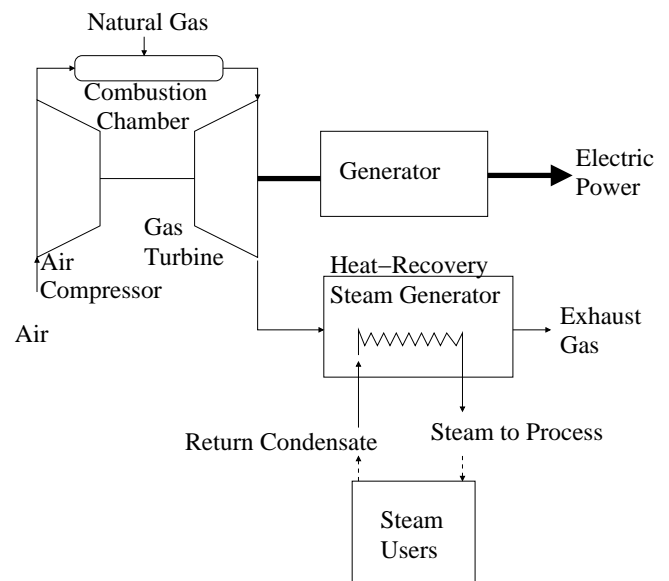 Natural Gas
Combustion
Chamber
Generator
Electric
Power
Gas
Turbine
Air
Compressor
Air
Heat−Recovery
Steam Generator
Exhaust
Gas
Return Condensate
Steam to Process
Steam
Users